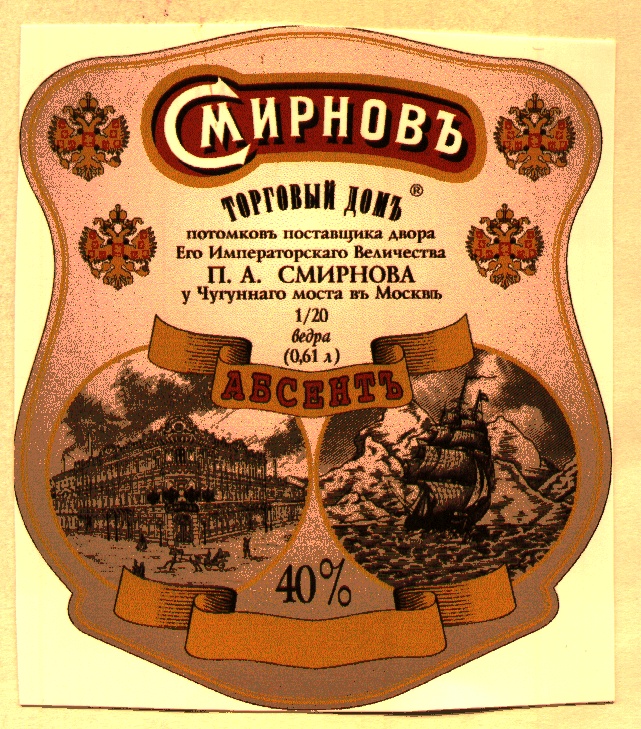 СМИРНОВЪ
ТОРГОВЫЙ ДОМЪ ®
потомковъ поставщика двора
Его Императорскаго Величества
П. А. СМИРНОВА
у Чугуннаго моста въ Москвѣ
1/20
ведра
(0,61 л)
АБСЕНТЪ
40%